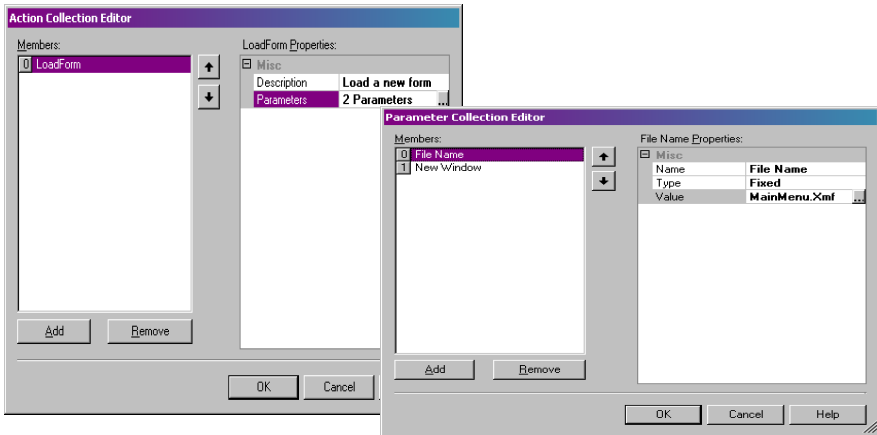 Action Collection Editor
Members:
0 LoadForm
LoadForm Properties:
Misc
Description Load a new form
Parameters 2 Parameters ...
Add Remove
OK Cancel
Parameter Collection Editor
Members:
0 File Name
1 New Window
File Name Properties:
Misc
Name File Name
Type Fixed
Value MainMenu.Xmf ...
Add Remove
OK Cancel Help